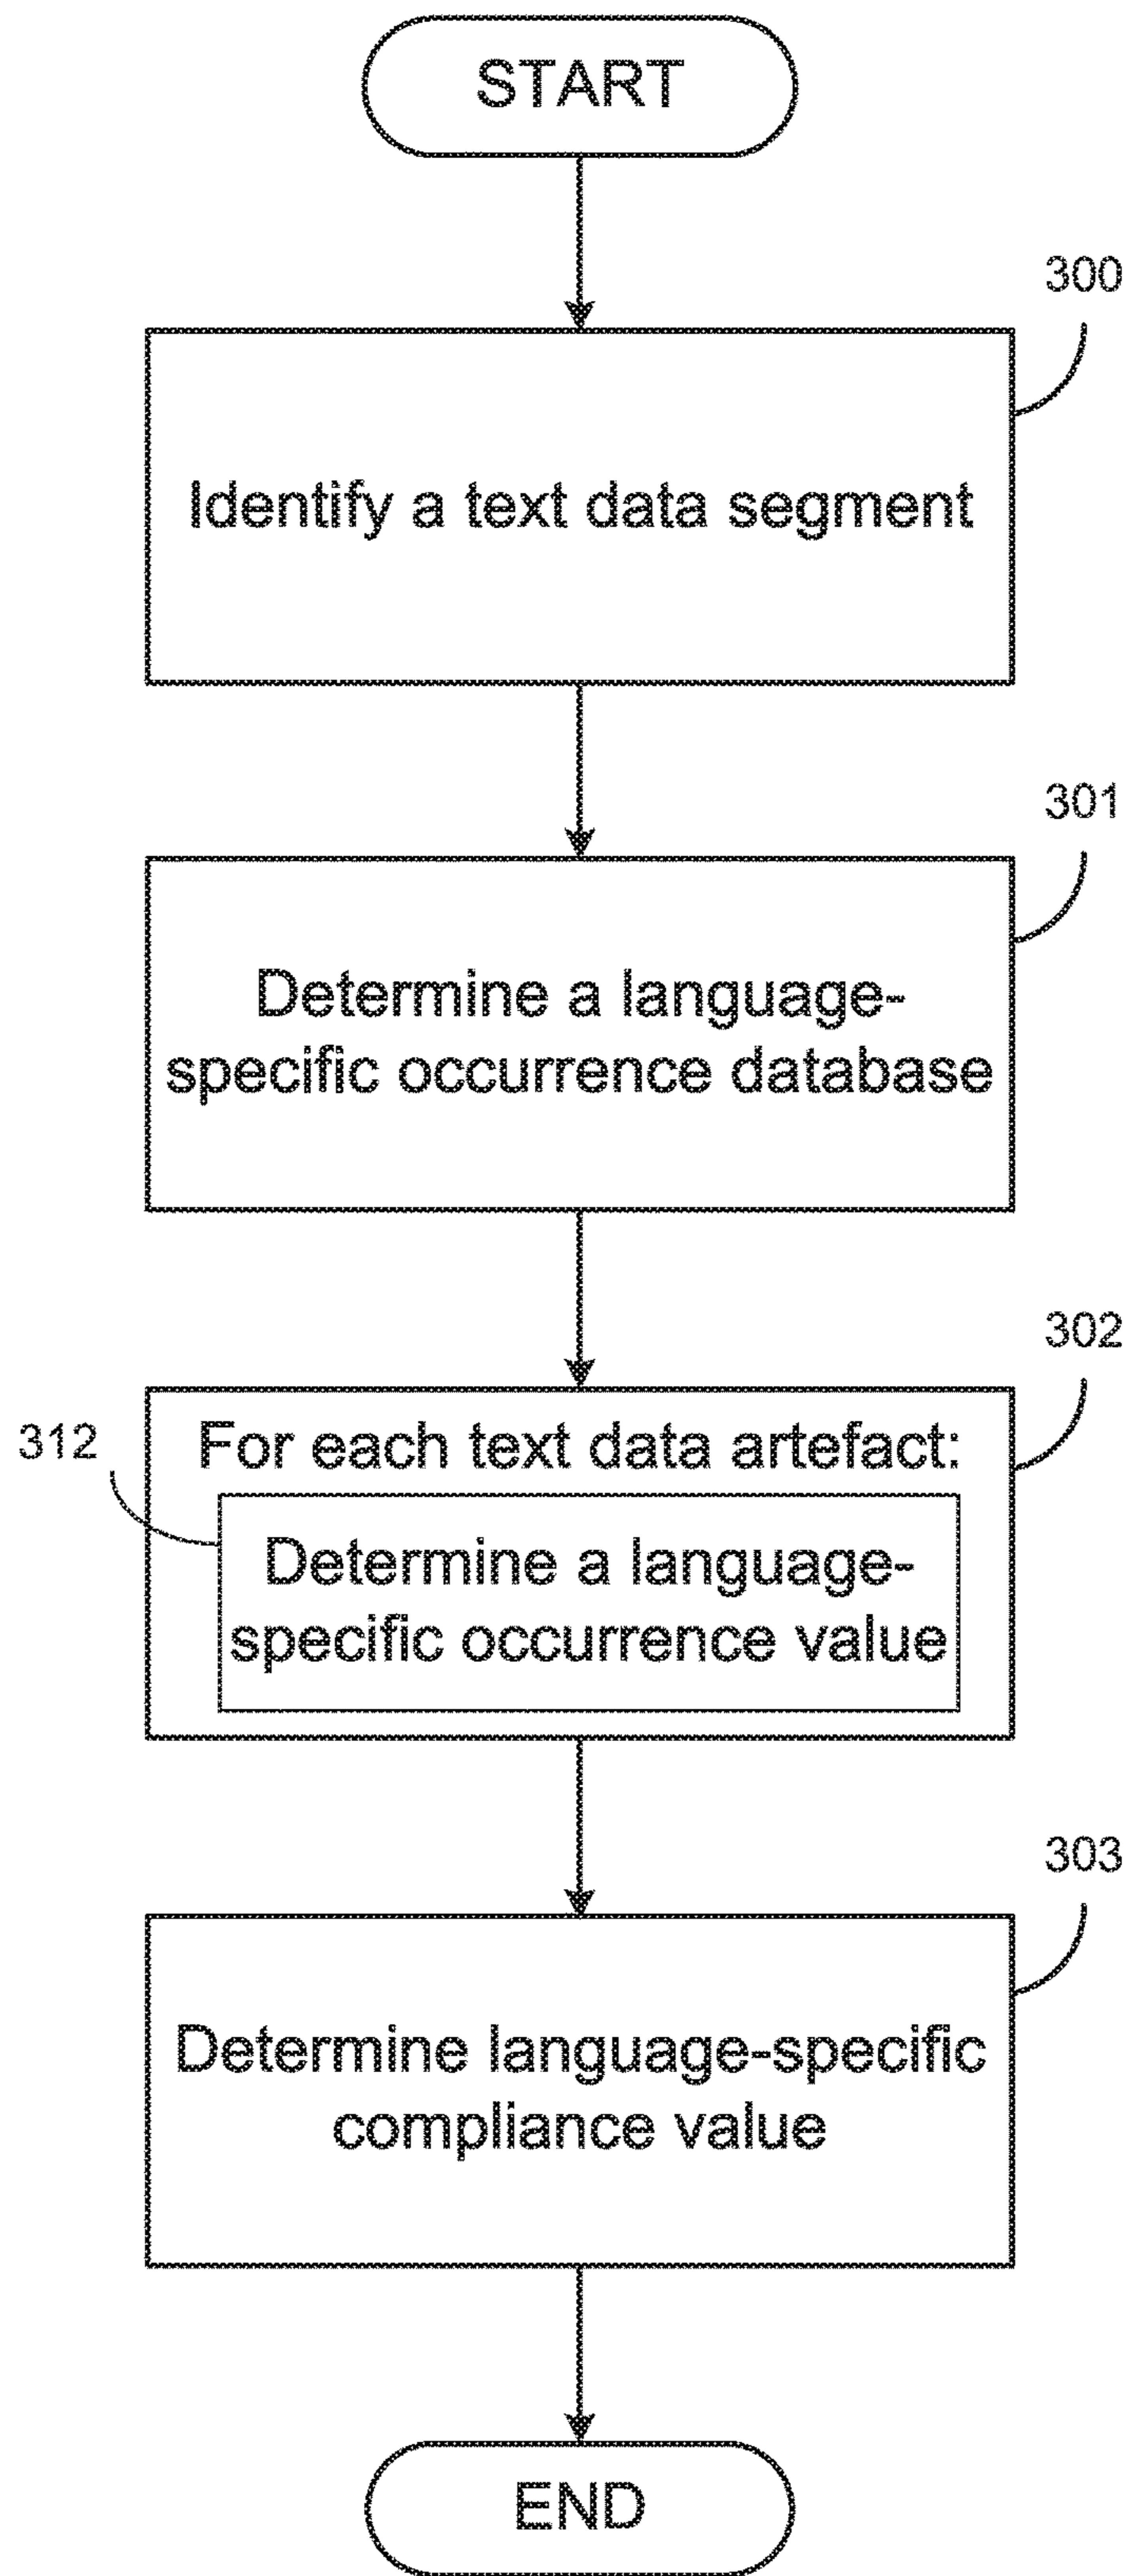 START
300
Identify a text data segment
301
Determine a language-
specific occurrence database
302
312
For each text data artefact:
Determine a language-
specific occurrence value
303
Determine language-specific
compliance value
END